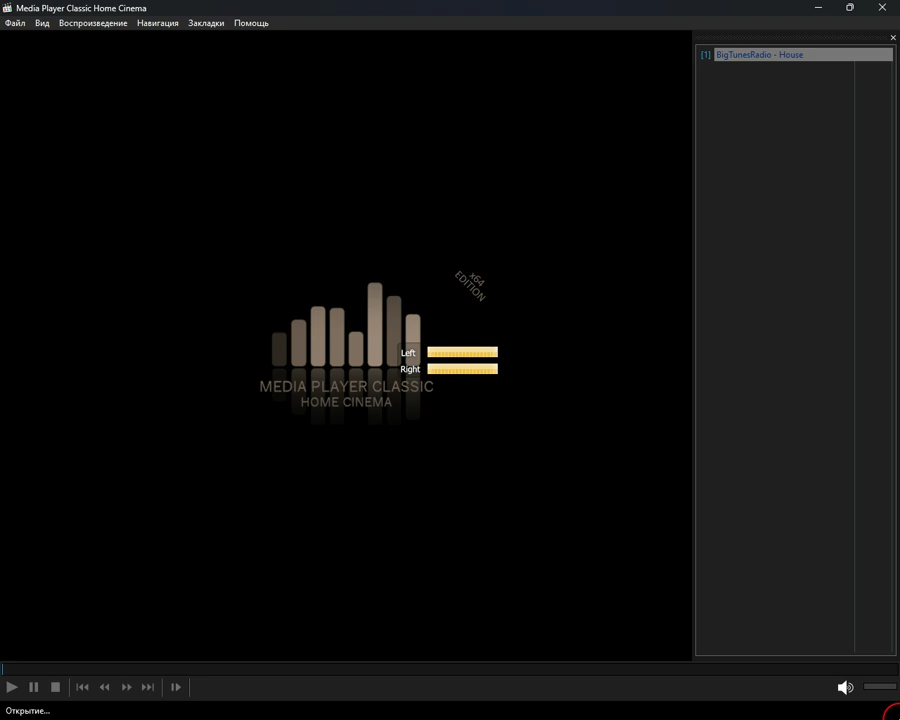 Media Player Classic Home Cinema
Файл Вид Воспроизведение Навигация Закладки Помощь
[1] BigTunesRadio - House
x64
EDITION
Left
Right
MEDIA PLAYER CLASSIC
HOME CINEMA
Открытие...